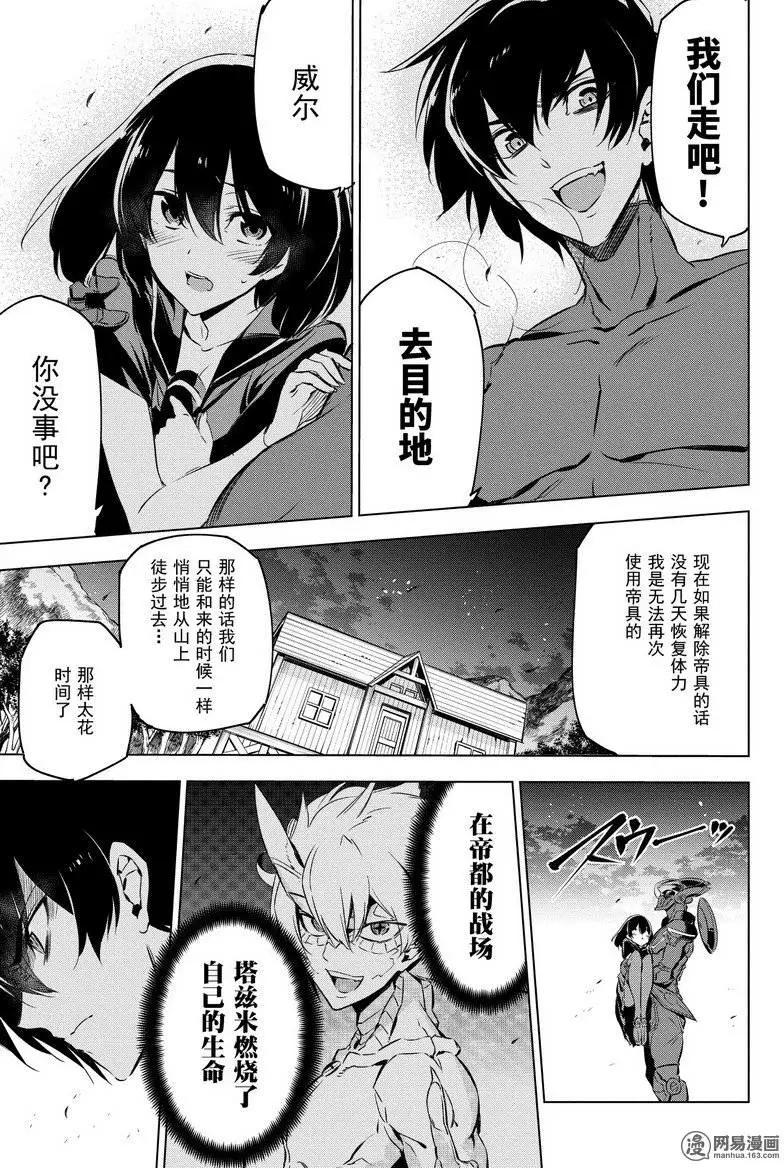 我们走吧！
去目的地
威尔
你没事吧？
现在如果解除帝具的话
没有几天恢复体力
我是无法再次
使用帝具的
那样的话我们
只能和来的时候一样
悄悄地从山上
徒步过去…
那样太花
时间了
スゥーッ
在帝都的战场
塔兹米燃烧了
自己的生命
漫 网易漫画
manhua.163.com